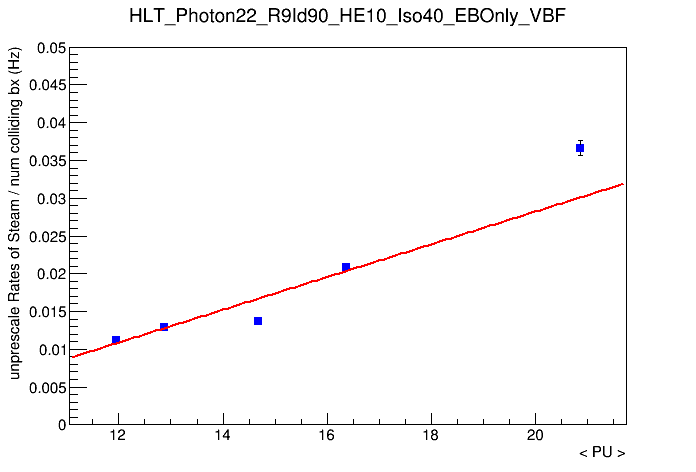 HLT_Photon22_R9Id90_HE10_Iso40_EBOnly_VBF
unprescale Rates of Steam / num colliding bx (Hz)
0.05
0.045
0.04
0.035
0.03
0.025
0.02
0.015
0.01
0.005
0
12 14 16 18 20
< PU >